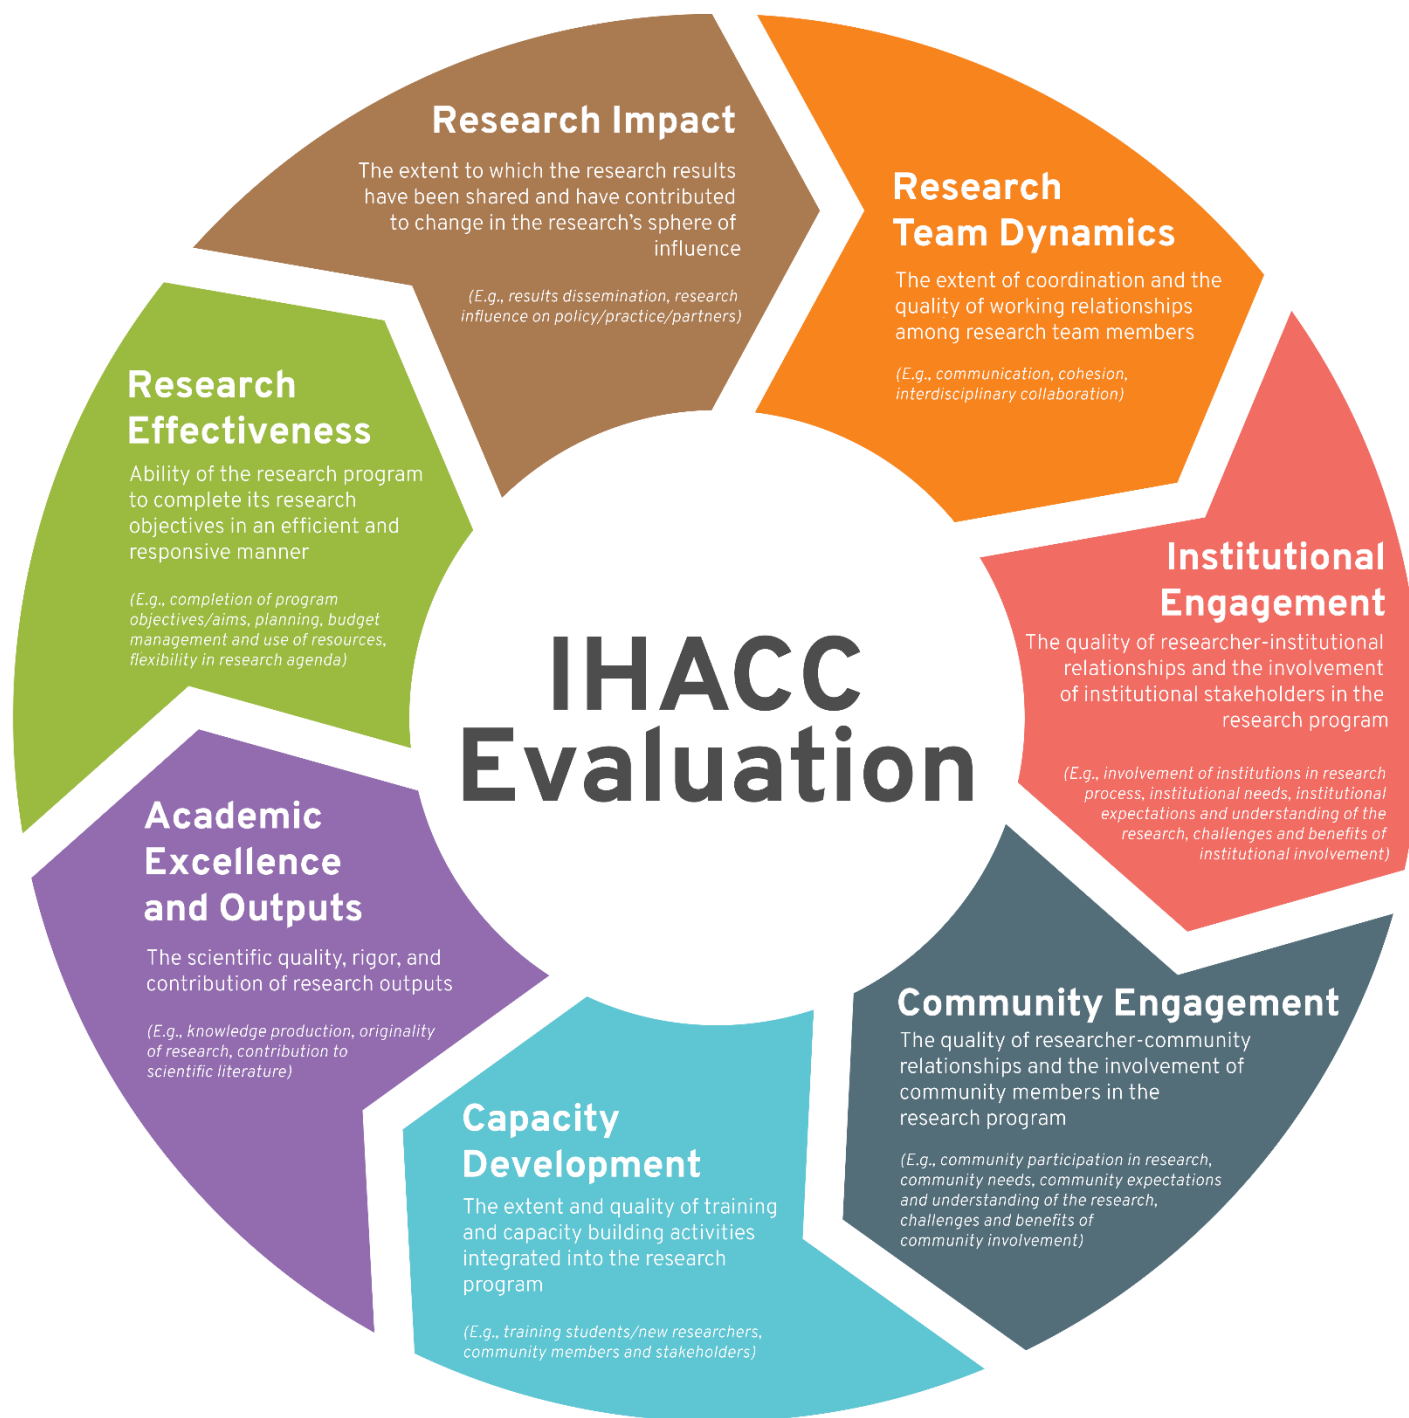 Research Impact
The extent to which the research results
have been shared and have contributed
to change in the research's sphere of
influence
(E.g., results dissemination, research
influence on policy/practice/partners)
Research
Team Dynamics
The extent of coordination and the
quality of working relationships
among research team members
(E.g., communication, cohesion,
interdisciplinary collaboration)
Institutional
Engagement
The quality of researcher-institutional
relationships and the involvement
of institutional stakeholders in the
research program
(E.g., involvement of institutions in research
process, institutional needs, institutional
expectations and understanding of the
research, challenges and benefits of
institutional involvement)
Community Engagement
The quality of researcher-community
relationships and the involvement of
community members in the
research program
(E.g., community participation in research,
community needs, community expectations
and understanding of the research,
challenges and benefits of
community involvement)
Capacity
Development
The extent and quality of training
and capacity building activities
integrated into the research
program
(E.g., training students/new researchers,
community members and stakeholders)
Academic
Excellence
and Outputs
The scientific quality, rigor, and
contribution of research outputs
(E.g., knowledge production, originality
of research, contribution to
scientific literature)
Research
Effectiveness
Ability of the research program
to complete its research
objectives in an efficient and
responsive manner
(E.g., completion of program
objectives/aims, planning, budget
management and use of resources,
flexibility in research agenda)
IHACC
Evaluation